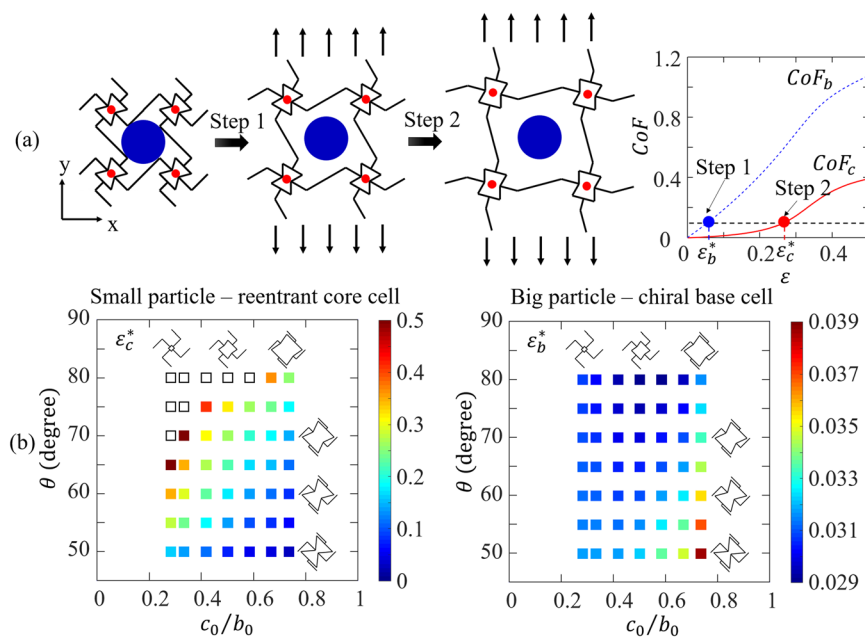 (a)
y
x
Step 1
Step 2
1.2
0.8
0.4
0
CoF
CoF_b
CoF_c
Step 1
Step 2
0.2
0.4
ε_b^*
ε_c^*
ε
(b)
Small particle – reentrant core cell
ε_c^*
90
80
70
60
50
θ (degree)
0
0.2
0.4
0.6
0.8
1
c_0/b_0
0.5
0.4
0.3
0.2
0.1
0
Big particle – chiral base cell
ε_b^*
90
80
70
60
50
θ (degree)
0
0.2
0.4
0.6
0.8
1
c_0/b_0
0.039
0.037
0.035
0.033
0.031
0.029